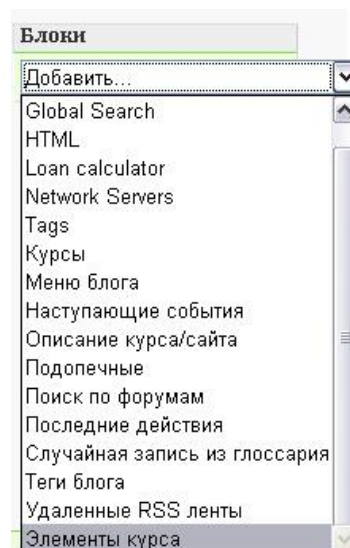 Блоки
Добавить...
Global Search
HTML
Loan calculator
Network Servers
Tags
Курсы
Меню блога
Наступающие события
Описание курса/сайта
Подопечные
Поиск по форумам
Последние действия
Случайная запись из глоссария
Теги блога
Удаленные RSS ленты
Элементы курса